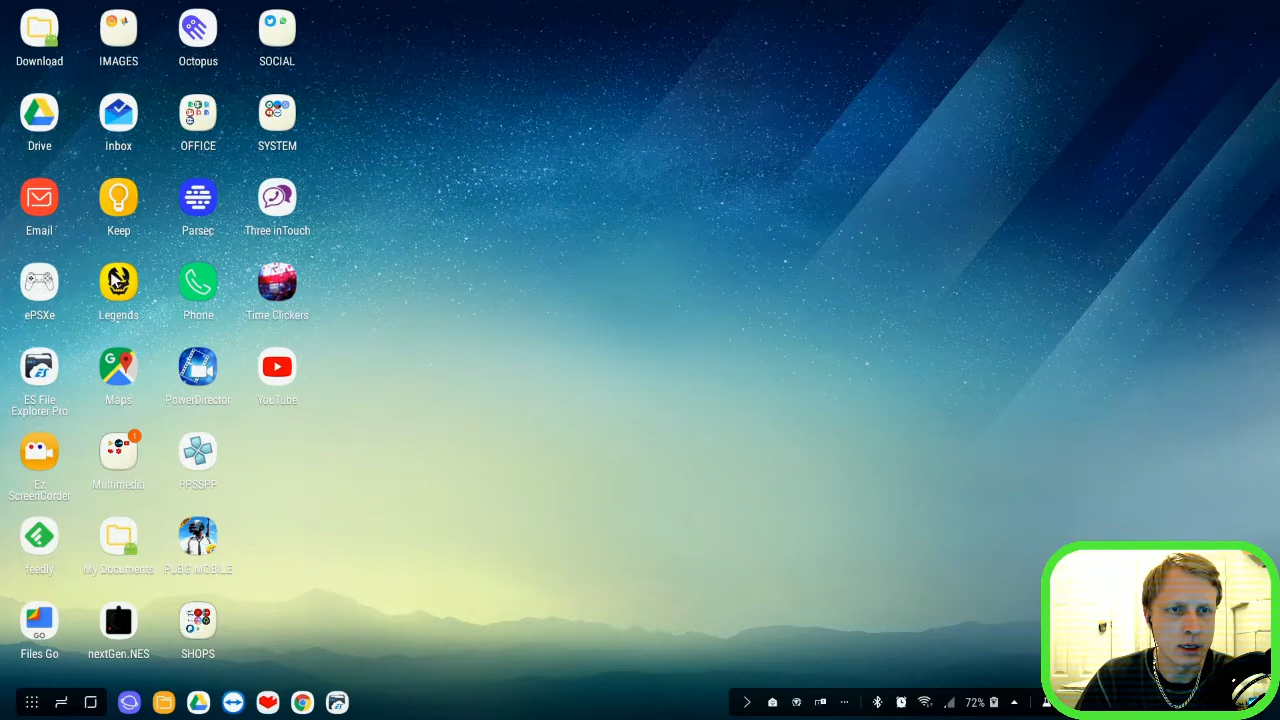 Download IMAGES Octopus SOCIAL
Drive Inbox OFFICE SYSTEM
Email Keep Parsec Three inTouch
ePSXe Legends Phone Time Clickers
ES File Explorer Pro Maps PowerDirector YouTube
Ez ScreenCorder Multimedia PPSSPP
1
feedly My Documents PUBG MOBILE
Files Go nextGen.NES SHOPS
GO
72%